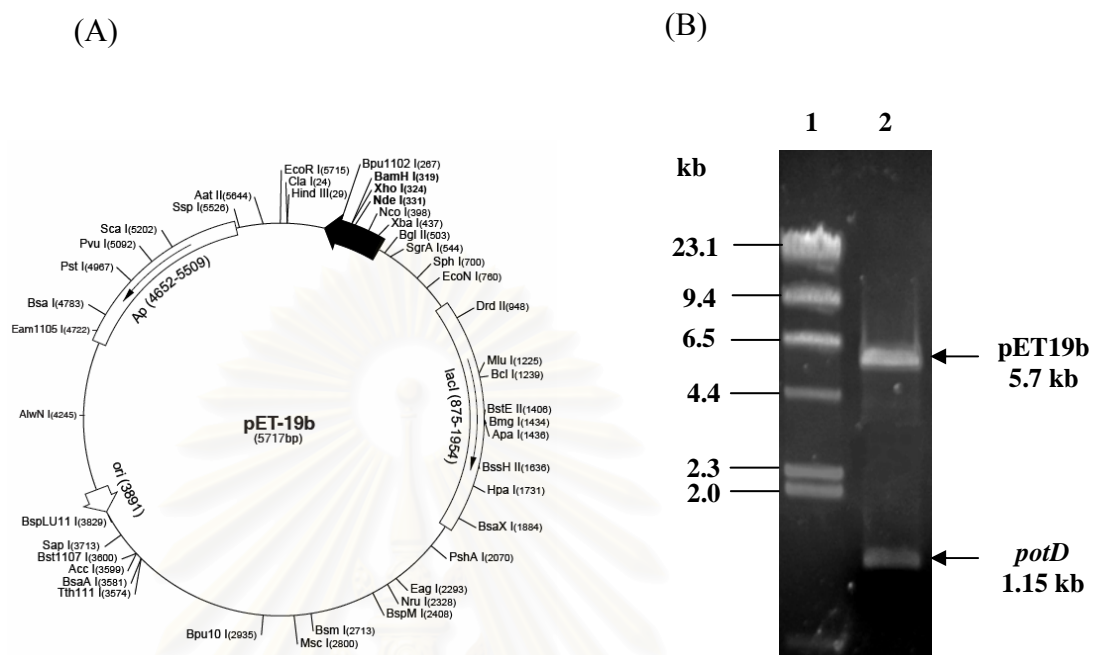 (A)
EcoR I(5715)
Cla I(24)
Hind III(29)
Bpu1102 I(267)
BamH I(319)
Xho I(324)
Nde I(331)
Nco I(398)
Xba I(437)
Bgl II(503)
SgrA I(544)
Sph I(700)
EcoN I(760)
Drd II(948)
Mlu I(1225)
Bcl I(1239)
BstE II(1406)
Bmg I(1434)
Apa I(1436)
BssH II(1636)
Hpa I(1731)
BsaX I(1884)
PshA I(2070)
Eag I(2293)
Nru I(2328)
BspM I(2408)
Bsm I(2713)
Msc I(2800)
Bpu10 I(2935)
Tth111 I(3574)
BsaA I(3581)
Acc I(3599)
Bst1107 I(3600)
Sap I(3713)
BspLU11 I(3829)
AlwN I(4245)
Eam1105 I(4722)
Bsa I(4783)
Pst I(4967)
Pvu I(5092)
Sca I(5202)
Ssp I(5526)
Aat II(5644)
Ap (4652-5509)
lacI (875-1954)
ori (3891)
pET-19b
(5717bp)
(B)
1 2
kb
23.1
9.4
6.5
4.4
2.3
2.0
pET19b
5.7 kb
potD
1.15 kb